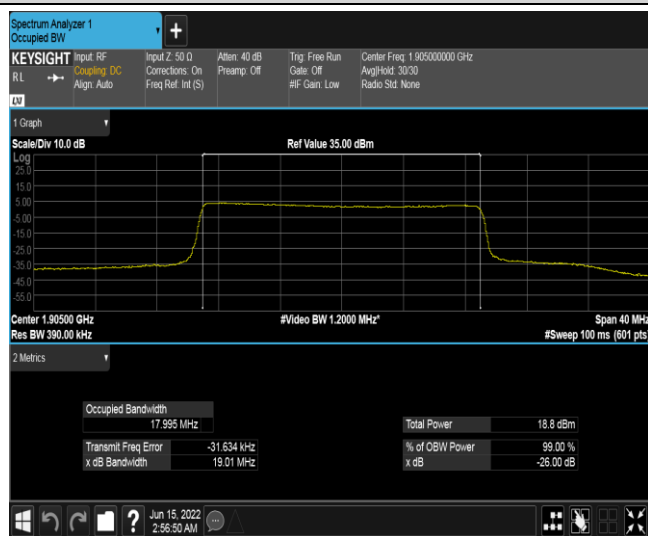 Spectrum Analyzer 1
Occupied BW
+
KEYSIGHT
RL
LXI
Input: RF
Coupling: DC
Align: Auto
Input Z: 50 Ω
Corrections: On
Freq Ref: Int (S)
Atten: 40 dB
Preamp: Off
Trig: Free Run
Gate: Off
#IF Gain: Low
Center Freq: 1.905000000 GHz
Avg|Hold: 30/30
Radio Std: None
1 Graph
Scale/Div 10.0 dB
Ref Value 35.00 dBm
Log
25.0
15.0
5.00
-5.00
-15.0
-25.0
-35.0
-45.0
-55.0
Center 1.90500 GHz
#Video BW 1.2000 MHz*
Span 40 MHz
Res BW 390.00 kHz
#Sweep 100 ms (601 pts)
2 Metrics
Occupied Bandwidth
17.995 MHz
Total Power 18.8 dBm
Transmit Freq Error -31.634 kHz
% of OBW Power 99.00 %
x dB Bandwidth 19.01 MHz
x dB -26.00 dB
?
Jun 15, 2022
2:56:50 AM